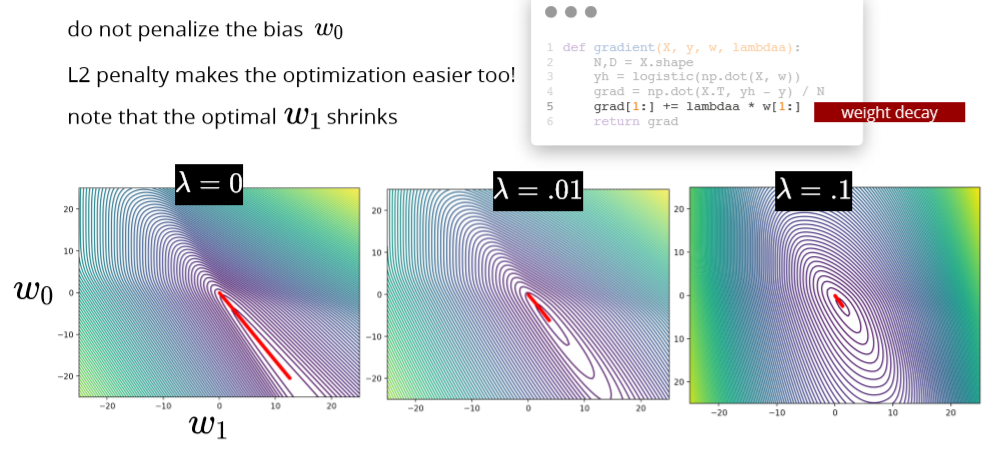 do not penalize the bias w₀
L2 penalty makes the optimization easier too!
note that the optimal w₁ shrinks
1 def gradient(X, y, w, lambdaa):
2 N,D = X.shape
3 yh = logistic(np.dot(X, w))
4 grad = np.dot(X.T, yh - y) / N
5 grad[1:] += lambdaa * w[1:]
6 return grad
weight decay
λ = 0
λ = .01
λ = .1
w₀
20
10
0
−10
−20
−20 −10 0 10 20
w₁
20
10
0
−10
−20
−20 −10 0 10 20
20
10
0
10
20
−20 −10 0 10 20